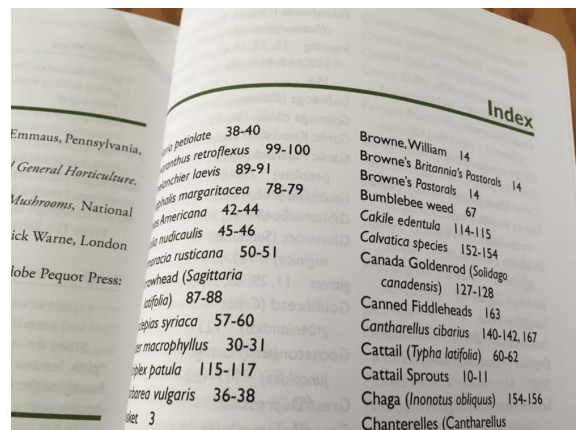 Emmaus, Pennsylvania,
General Horticulture.
Mushrooms, National
ick Warne, London
lobe Pequot Press:
petiolate 38-40
retroflexus 99-100
laevis 89-91
margaritacea 78-79
Americana 42-44
nudicaulis 45-46
rusticana 50-51
rowhead (Sagittaria
latifolia) 87-88
syriaca 57-60
macrophyllus 30-31
patula 115-117
vulgaris 36-38
3
Index
Browne, William 14
Browne's Britannia's Pastorals 14
Browne's Pastorals 14
Bumblebee weed 67
Cakile edentula 114-115
Calvatica species 152-154
Canada Goldenrod (Solidago
canadensis) 127-128
Canned Fiddleheads 163
Cantharellus cibarius 140-142, 167
Cattail (Typha latifolia) 60-62
Cattail Sprouts 10-11
Chaga (Inonotus obliquus) 154-156
Chanterelles (Cantharellus